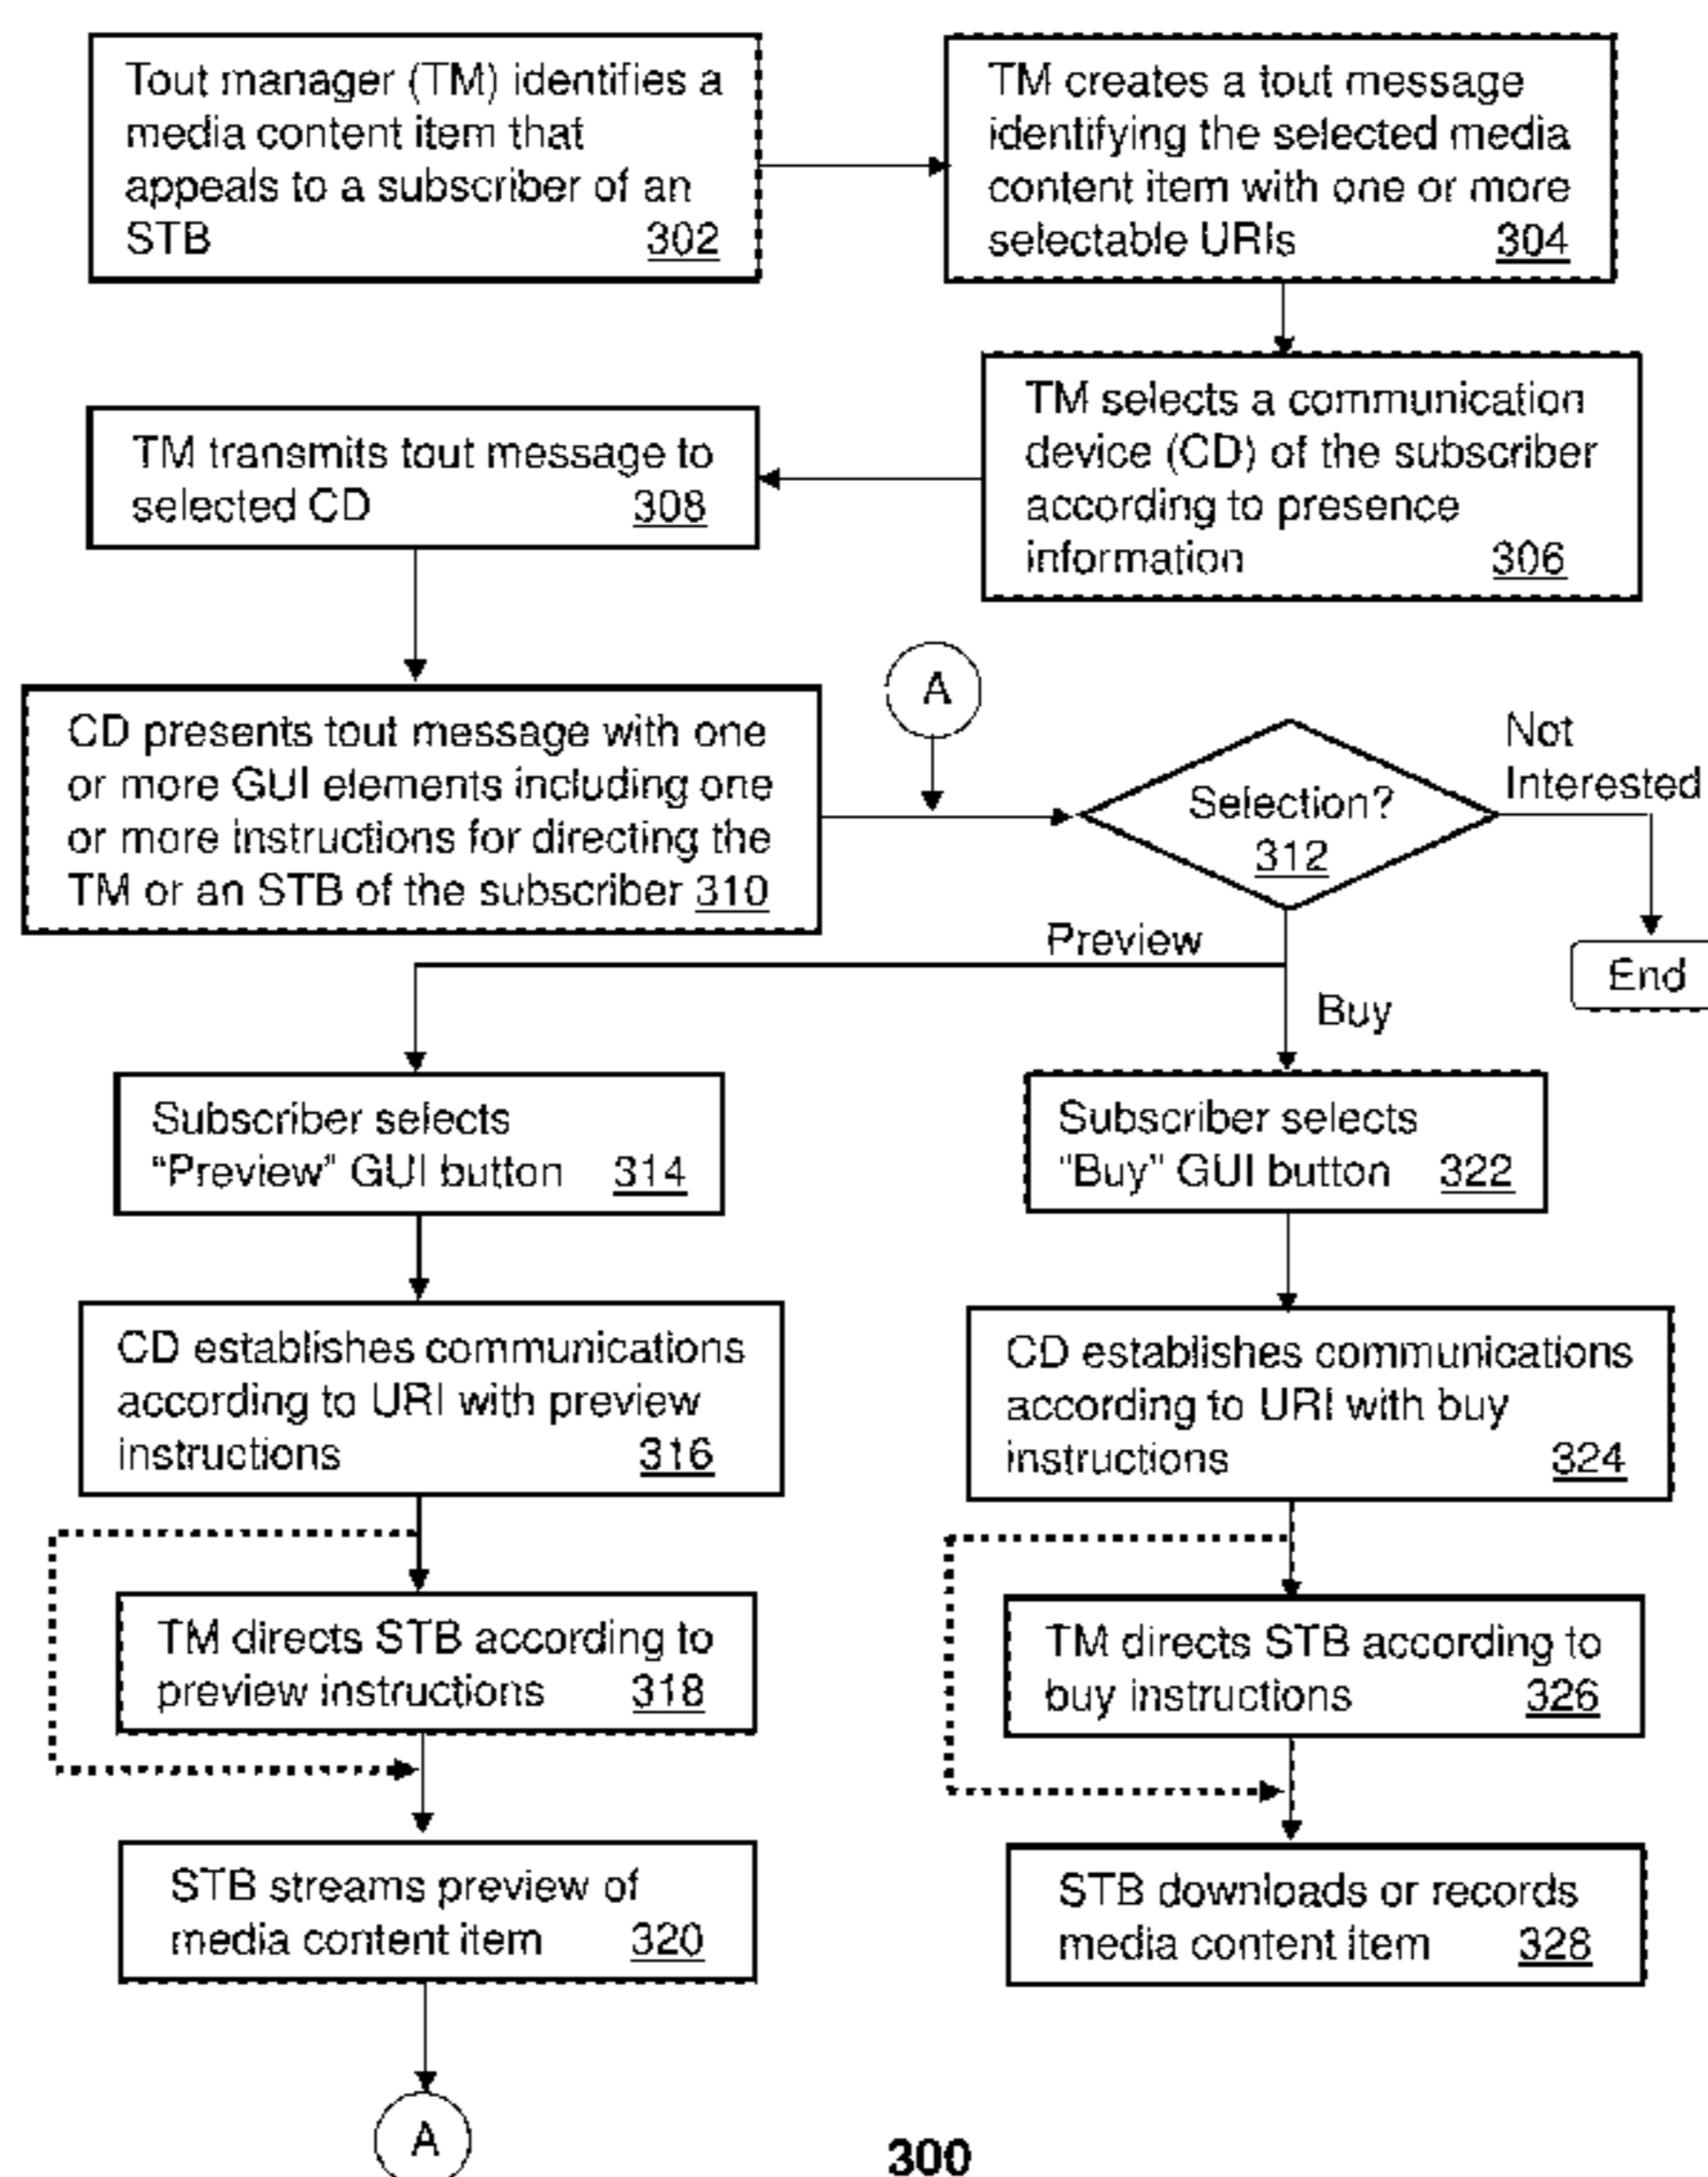 Tout manager (TM) identifies a
media content item that
appeals to a subscriber of an
STB 302
TM creates a tout message
identifying the selected media
content item with one or more
selectable URIs 304
TM selects a communication
device (CD) of the subscriber
according to presence
information 306
TM transmits tout message to
selected CD 308
CD presents tout message with one
or more GUI elements including one
or more instructions for directing the
TM or an STB of the subscriber 310
A
Selection?
312
Not
Interested
End
Preview
Buy
Subscriber selects
“Preview” GUI button 314
CD establishes communications
according to URI with preview
instructions 316
TM directs STB according to
preview instructions 318
STB streams preview of
media content item 320
A
Subscriber selects
“Buy” GUI button 322
CD establishes communications
according to URI with buy
instructions 324
TM directs STB according to
buy instructions 326
STB downloads or records
media content item 328
300